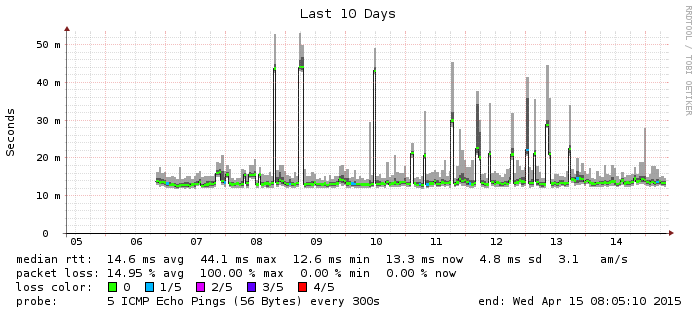 Last 10 Days
RRDTOOL / TOBI OETIKER
Seconds
50 m
40 m
30 m
20 m
10 m
0
05 06 07 08 09 10 11 12 13 14
median rtt: 14.6 ms avg 44.1 ms max 12.6 ms min 13.3 ms now 4.8 ms sd 3.1 am/s
packet loss: 14.95 % avg 100.00 % max 0.00 % min 0.00 % now
loss color: 0 1/5 2/5 3/5 4/5
probe: 5 ICMP Echo Pings (56 Bytes) every 300s end: Wed Apr 15 08:05:10 2015